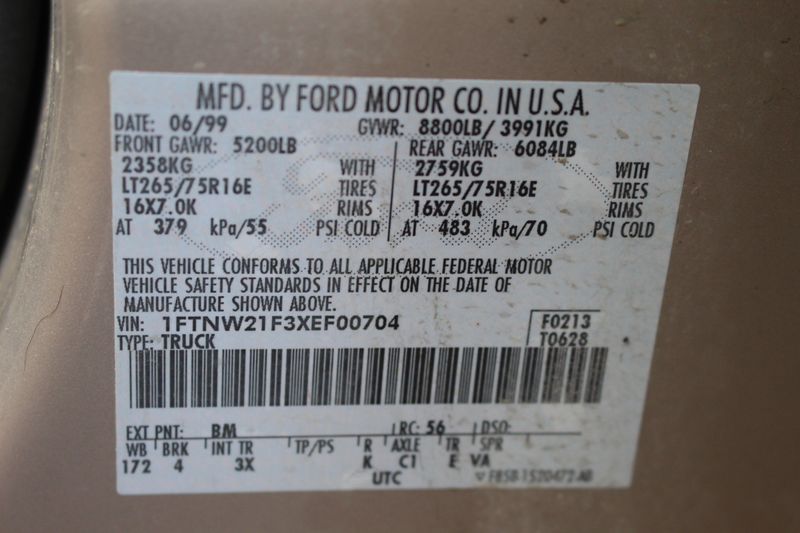 MFD. BY FORD MOTOR CO. IN U.S.A.
DATE: 06/99 GVWR: 8800LB/ 3991KG
FRONT GAWR: 5200LB REAR GAWR: 6084LB
2358KG WITH 2759KG WITH
LT265/75R16E TIRES LT265/75R16E TIRES
16X7.0K RIMS 16X7.0K RIMS
AT 379 kPa/55 PSI COLD AT 483 kPa/70 PSI COLD
THIS VEHICLE CONFORMS TO ALL APPLICABLE FEDERAL MOTOR
VEHICLE SAFETY STANDARDS IN EFFECT ON THE DATE OF
MANUFACTURE SHOWN ABOVE.
VIN: 1FTNW21F3XEF00704 F0213
TYPE: TRUCK T0628
EXT PNT: BM RC: 56 DSO:
WB BRK INT TR TP/PS R AXLE TR SPR
172 4 3X K C1 E VA
UTC F85B-1520472-AB